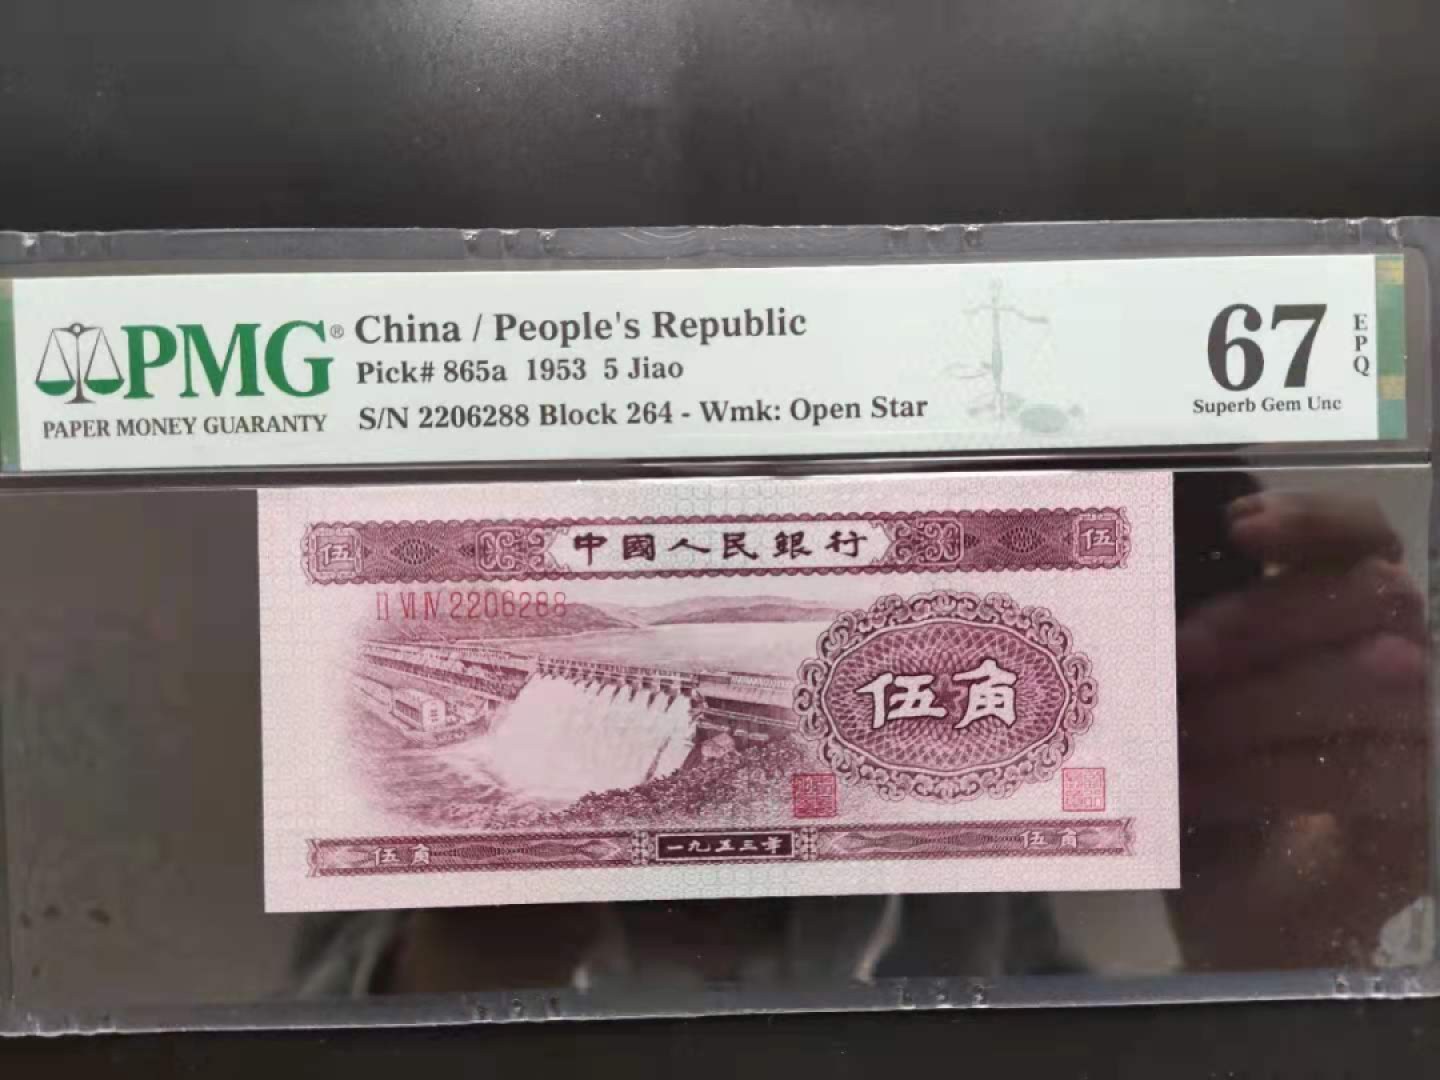 PMG®
PAPER MONEY GUARANTY
China / People's Republic
Pick# 865a 1953 5 Jiao
S/N 2206288 Block 264 - Wmk: Open Star
67
EPQ
Superb Gem Unc
伍
中國人民銀行
伍
II VI IV 2206288
伍角
伍角
一九五三年
伍角